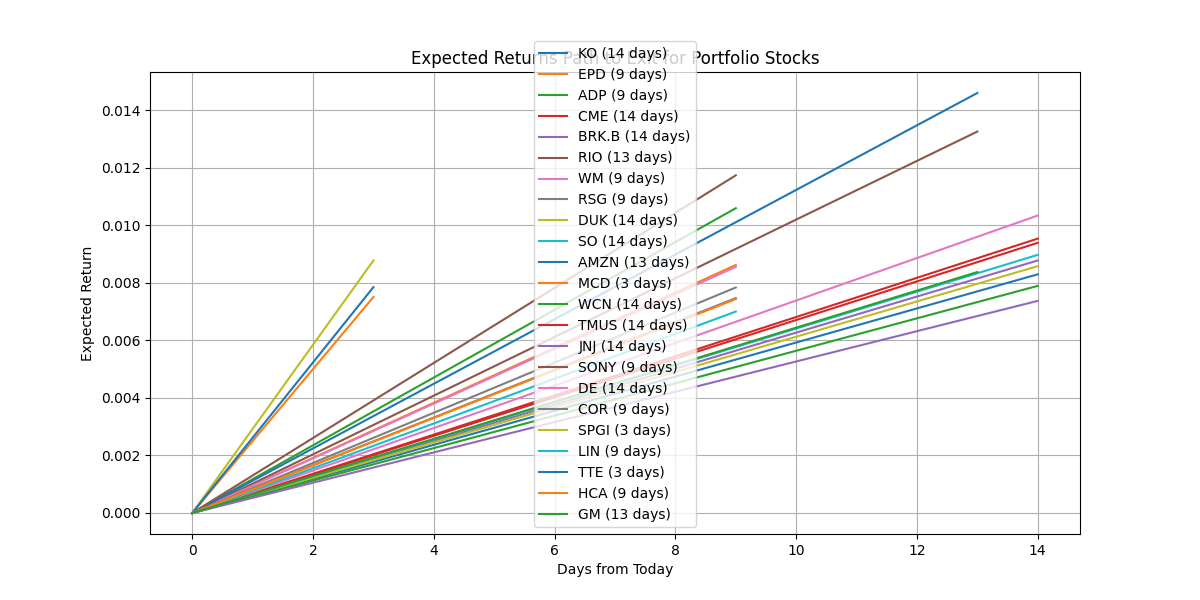 Expected Returns Path to Exit for Portfolio Stocks
KO (14 days)
EPD (9 days)
ADP (9 days)
CME (14 days)
BRK.B (14 days)
RIO (13 days)
WM (9 days)
RSG (9 days)
DUK (14 days)
SO (14 days)
AMZN (13 days)
MCD (3 days)
WCN (14 days)
TMUS (14 days)
JNJ (14 days)
SONY (9 days)
DE (14 days)
COR (9 days)
SPGI (3 days)
LIN (9 days)
TTE (3 days)
HCA (9 days)
GM (13 days)
Expected Return
0.014
0.012
0.010
0.008
0.006
0.004
0.002
0.000
0 2 4 6 8 10 12 14
Days from Today